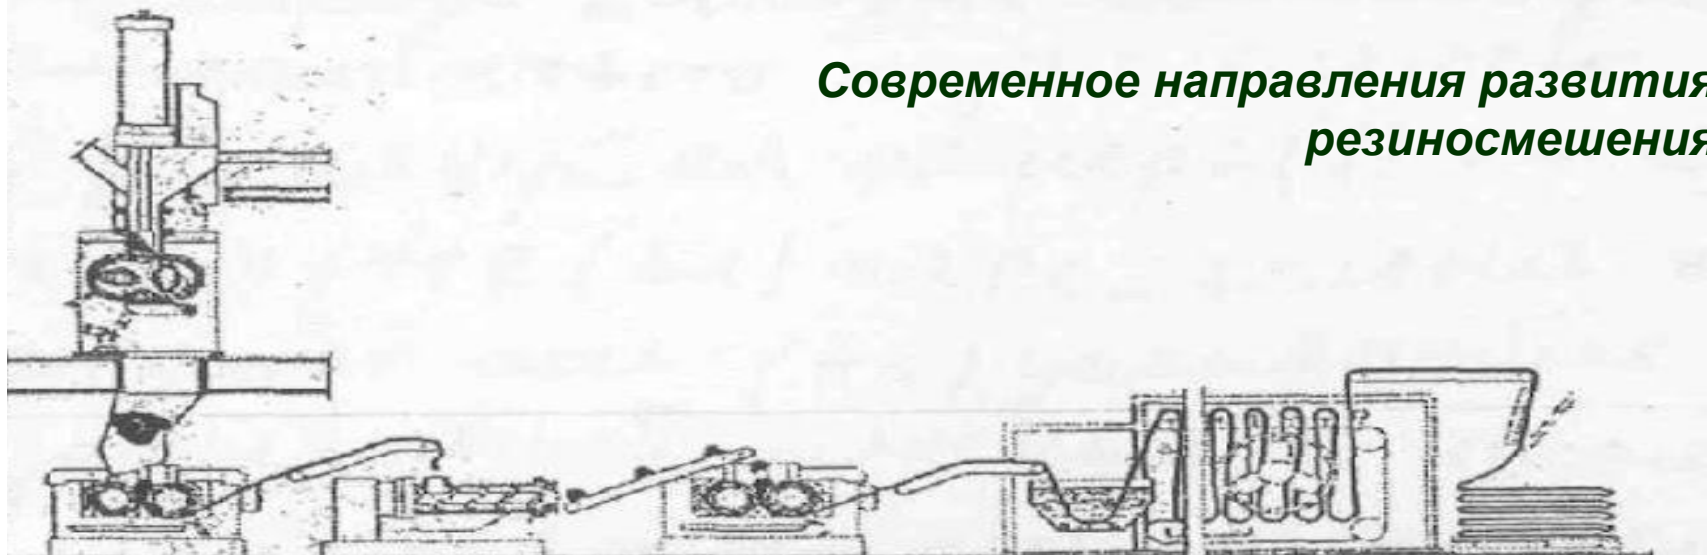 Современное направления развития
резиносмешения